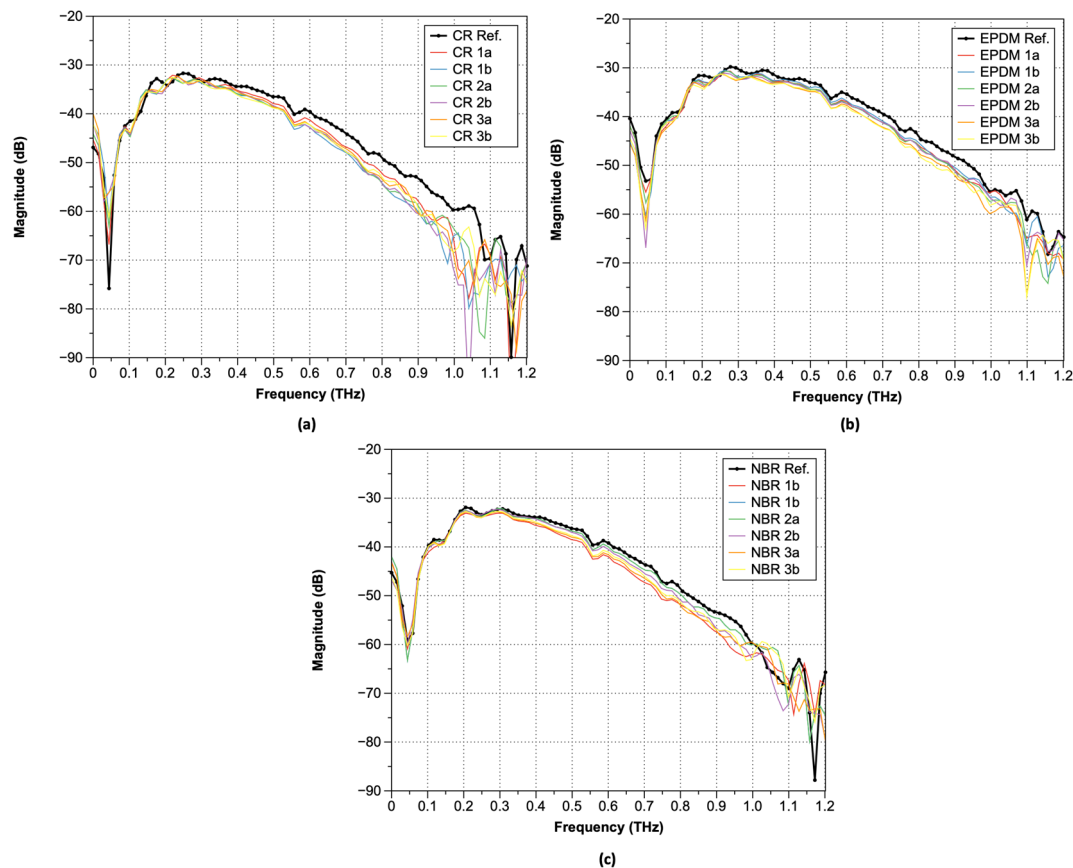 −20
−30
−40
−50
−60
−70
−80
−90
Magnitude (dB)
0 0.1 0.2 0.3 0.4 0.5 0.6 0.7 0.8 0.9 1.0 1.1 1.2
Frequency (THz)
CR Ref.
CR 1a
CR 1b
CR 2a
CR 2b
CR 3a
CR 3b
(a)
−20
−30
−40
−50
−60
−70
−80
−90
Magnitude (dB)
0 0.1 0.2 0.3 0.4 0.5 0.6 0.7 0.8 0.9 1.0 1.1 1.2
Frequency (THz)
EPDM Ref.
EPDM 1a
EPDM 1b
EPDM 2a
EPDM 2b
EPDM 3a
EPDM 3b
(b)
−20
−30
−40
−50
−60
−70
−80
−90
Magnitude (dB)
0 0.1 0.2 0.3 0.4 0.5 0.6 0.7 0.8 0.9 1.0 1.1 1.2
Frequency (THz)
NBR Ref.
NBR 1b
NBR 1b
NBR 2a
NBR 2b
NBR 3a
NBR 3b
(c)